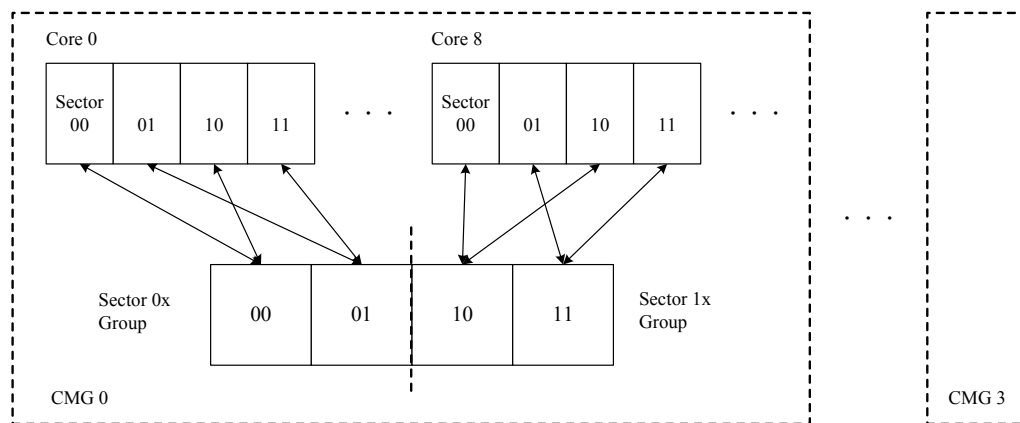 Core 0
Core 8
Sector
00 01 10 11 . . .
Sector
00 01 10 11 . . .
. . .
Sector 0x
Group
00 01 10 11
Sector 1x
Group
CMG 0
CMG 3